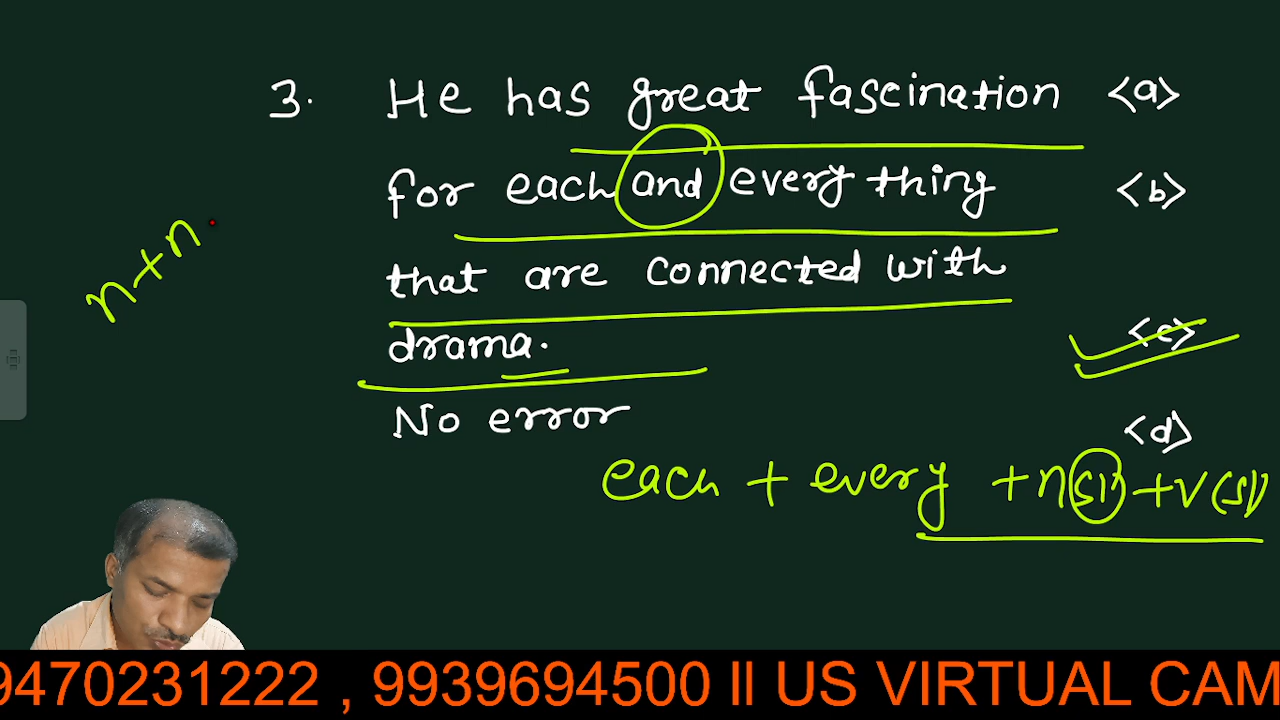 3. He has great fascination <a>
for each and every thing <b>
that are connected with
drama. <c>
No error <d>
n+n
each + every + n(s) + v(s)
9470231222 , 9939694500 ll US VIRTUAL CAM